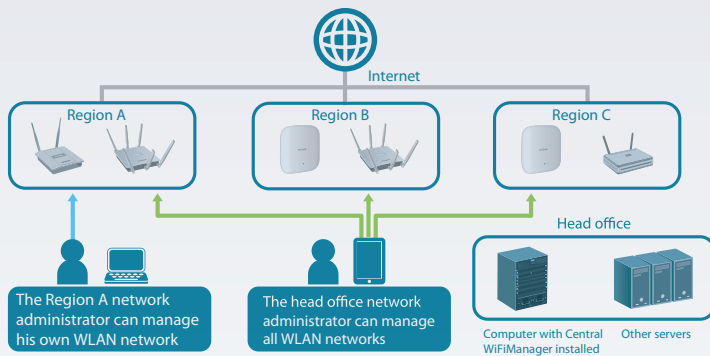 Internet
Region A
Region B
Region C
Head office
The Region A network
administrator can manage
his own WLAN network
The head office network
administrator can manage
all WLAN networks
Computer with Central
WiFiManager installed
Other servers